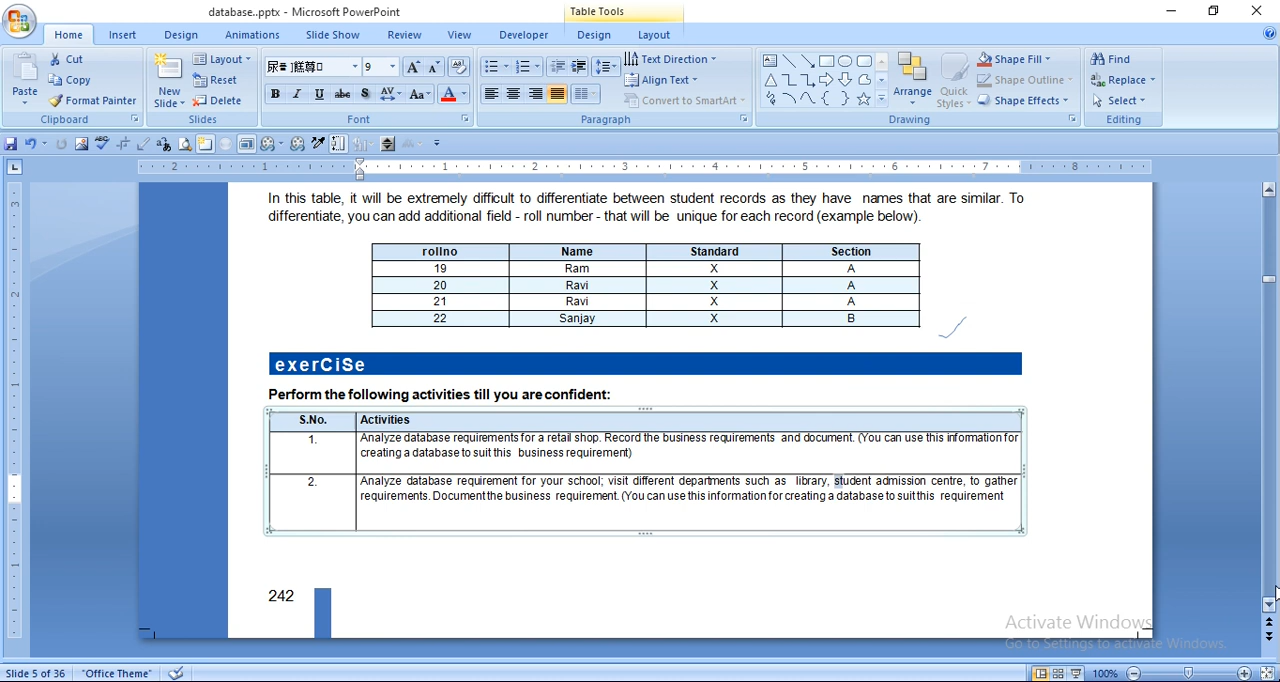 database..pptx - Microsoft PowerPoint
Table Tools
Home Insert Design Animations Slide Show Review View Developer Design Layout
Paste
Cut
Copy
Format Painter
Clipboard
New Slide
Layout
Reset
Delete
Slides
9
B I U abc S AV Aa A
Font
Text Direction
Align Text
Convert to SmartArt
Paragraph
Arrange
Quick Styles
Shape Fill
Shape Outline
Shape Effects
Drawing
Find
Replace
Select
Editing
In this table, it will be extremely difficult to differentiate between student records as they have names that are similar. To
differentiate, you can add additional field - roll number - that will be unique for each record (example below).
rollno Name Standard Section
19 Ram X A
20 Ravi X A
21 Ravi X A
22 Sanjay X B
exerCiSe
Perform the following activities till you are confident:
S.No. Activities
1. Analyze database requirements for a retail shop. Record the business requirements and document. (You can use this information for
creating a database to suit this business requirement)
2. Analyze database requirement for your school; visit different departments such as library, student admission centre, to gather
requirements. Document the business requirement. (You can use this information for creating a database to suit this requirement
242
Activate Windows
Go to Settings to activate Windows.
Slide 5 of 36 "Office Theme" 100%